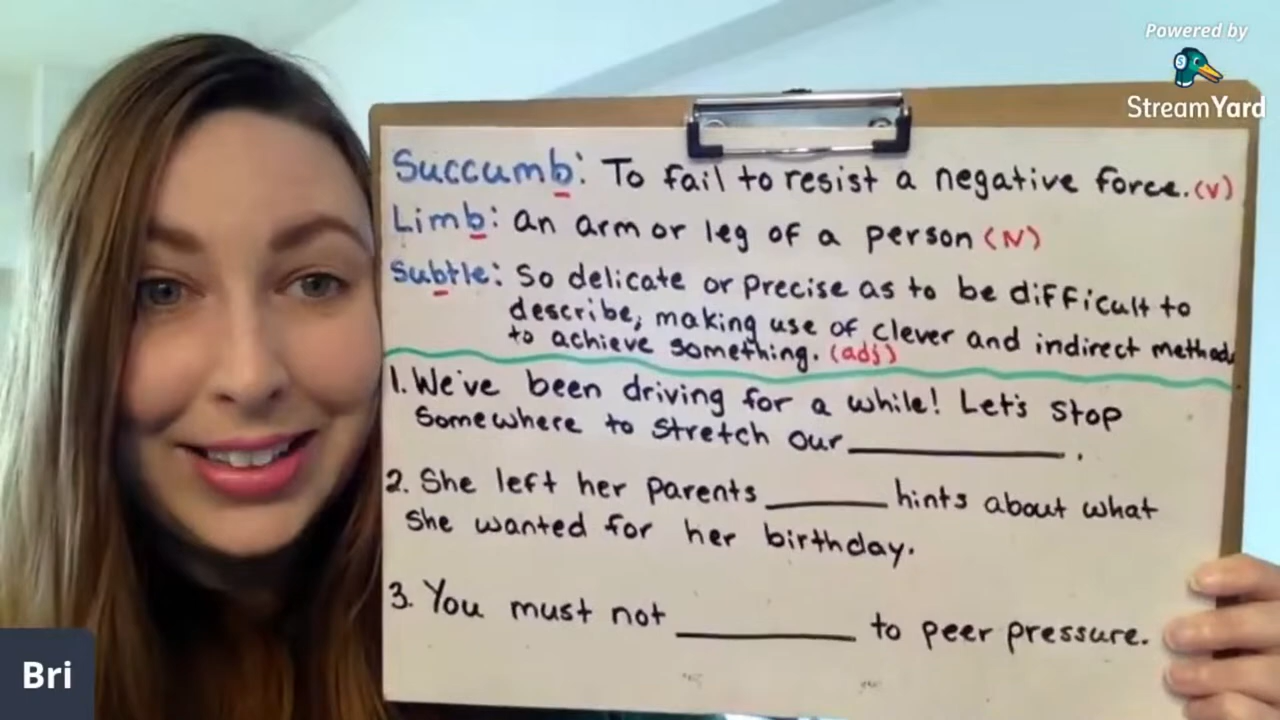 Powered by
StreamYard
Succumb: To fail to resist a negative force. (v)
Limb: an arm or leg of a person (N)
Subtle: So delicate or precise as to be difficult to
describe, making use of clever and indirect methods
to achieve something. (adj)
1. We've been driving for a while! Let's stop
somewhere to stretch our __________.
2. She left her parents ______ hints about what
she wanted for her birthday.
3. You must not _________ to peer pressure.
Bri